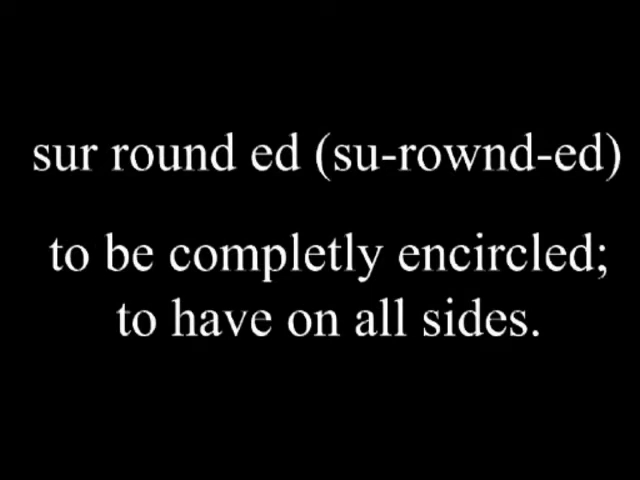 sur round ed (su-rownd-ed)
to be completly encircled;
to have on all sides.